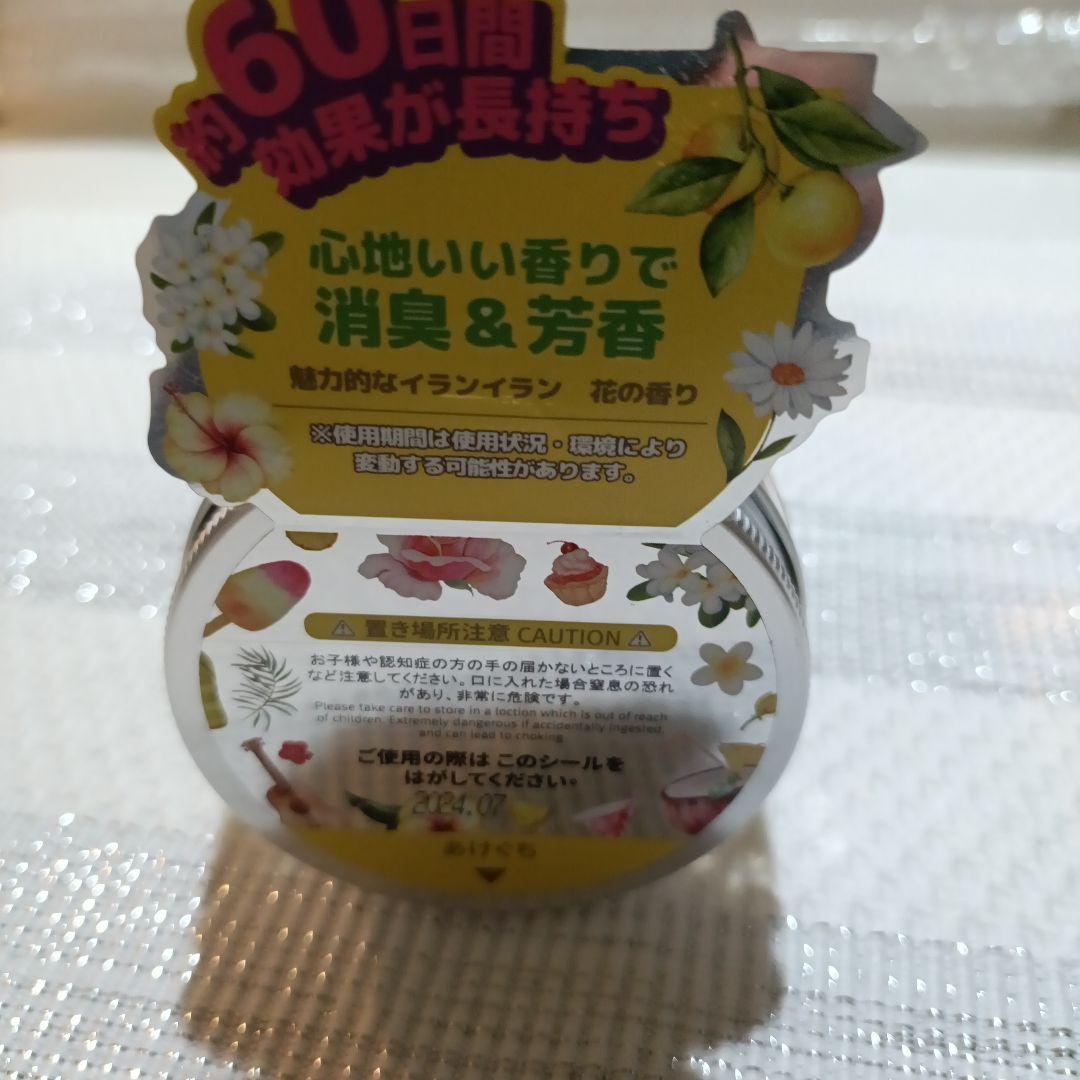 約60日間
効果が長持ち
心地いい香りで
消臭&芳香
魅力的なイランイラン 花の香り
※使用期間は使用状況・環境により
変動する可能性があります。
⚠ 置き場所注意 CAUTION ⚠
お子様や認知症の方の手の届かないところに置く
など注意してください。口に入れた場合窒息の恐れ
があり、非常に危険です。
Please take care to store in a loction which is out of reach
of children. Extremely dangerous if accidentally ingested,
and can lead to choking.
ご使用の際は このシールを
はがしてください。
2024.07
あけぐち